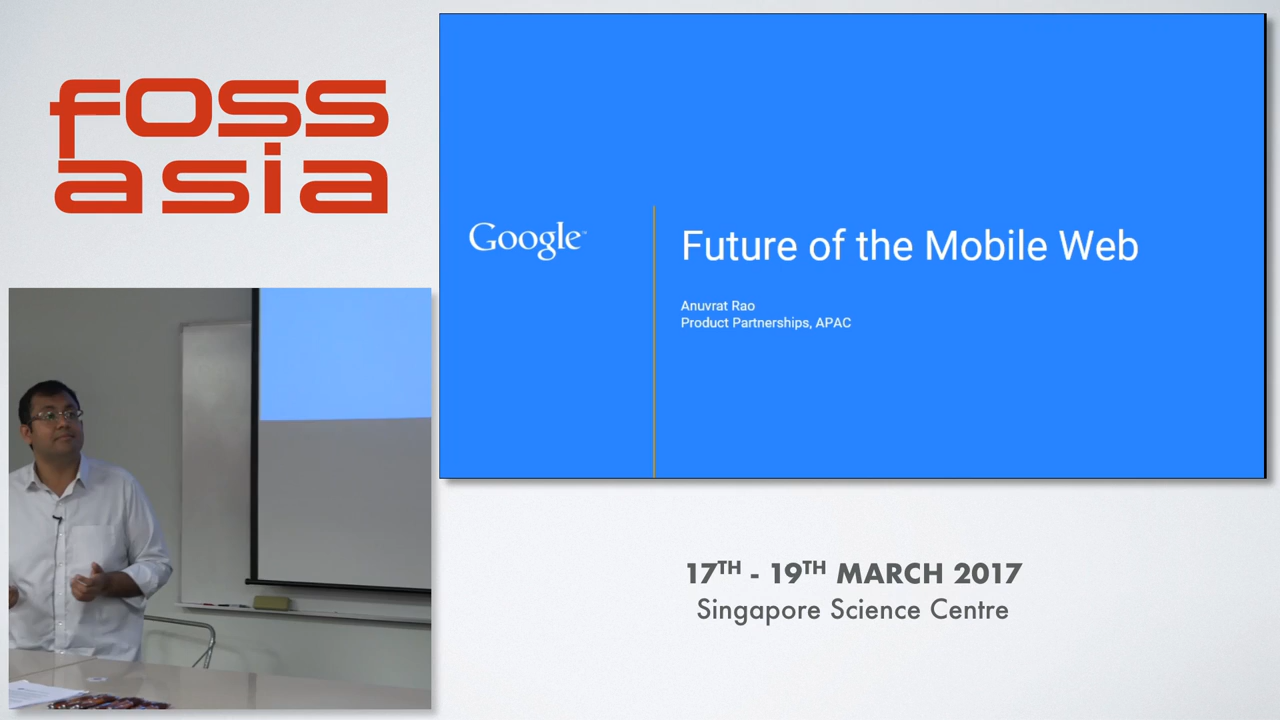 foss
asia
Google™
Future of the Mobile Web
Anuvrat Rao
Product Partnerships, APAC
17TH - 19TH MARCH 2017
Singapore Science Centre